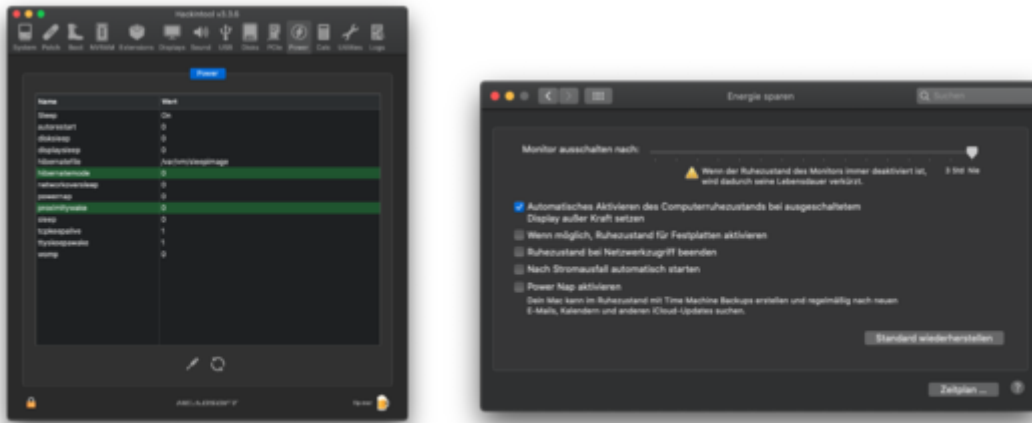 Hackintool v3.3.8
System Patch Boot NVRAM Extensions Displays Sound USB Disks PCIe Power Calc Utilities Logs
Power
Name Wert
Sleep On
autorestart 0
disksleep 0
displaysleep 0
hibernatefile /var/vm/sleepimage
hibernatemode 0
networkoversleep 0
powernap 0
proximitywake 0
sleep 0
tcpkeepalive 1
ttyskeepawake 1
womp 0
HEADSOFT
Energie sparen
Suchen
Monitor ausschalten nach:
3 Std Nie
Wenn der Ruhezustand des Monitors immer deaktiviert ist,
wird dadurch seine Lebensdauer verkürzt.
Automatisches Aktivieren des Computerruhezustands bei ausgeschaltetem
Display außer Kraft setzen
Wenn möglich, Ruhezustand für Festplatten aktivieren
Ruhezustand bei Netzwerkzugriff beenden
Nach Stromausfall automatisch starten
Power Nap aktivieren
Dein Mac kann im Ruhezustand mit Time Machine Backups erstellen und regelmäßig nach neuen
E-Mails, Kalendern und anderen iCloud-Updates suchen.
Standard wiederherstellen
Zeitplan ...
?